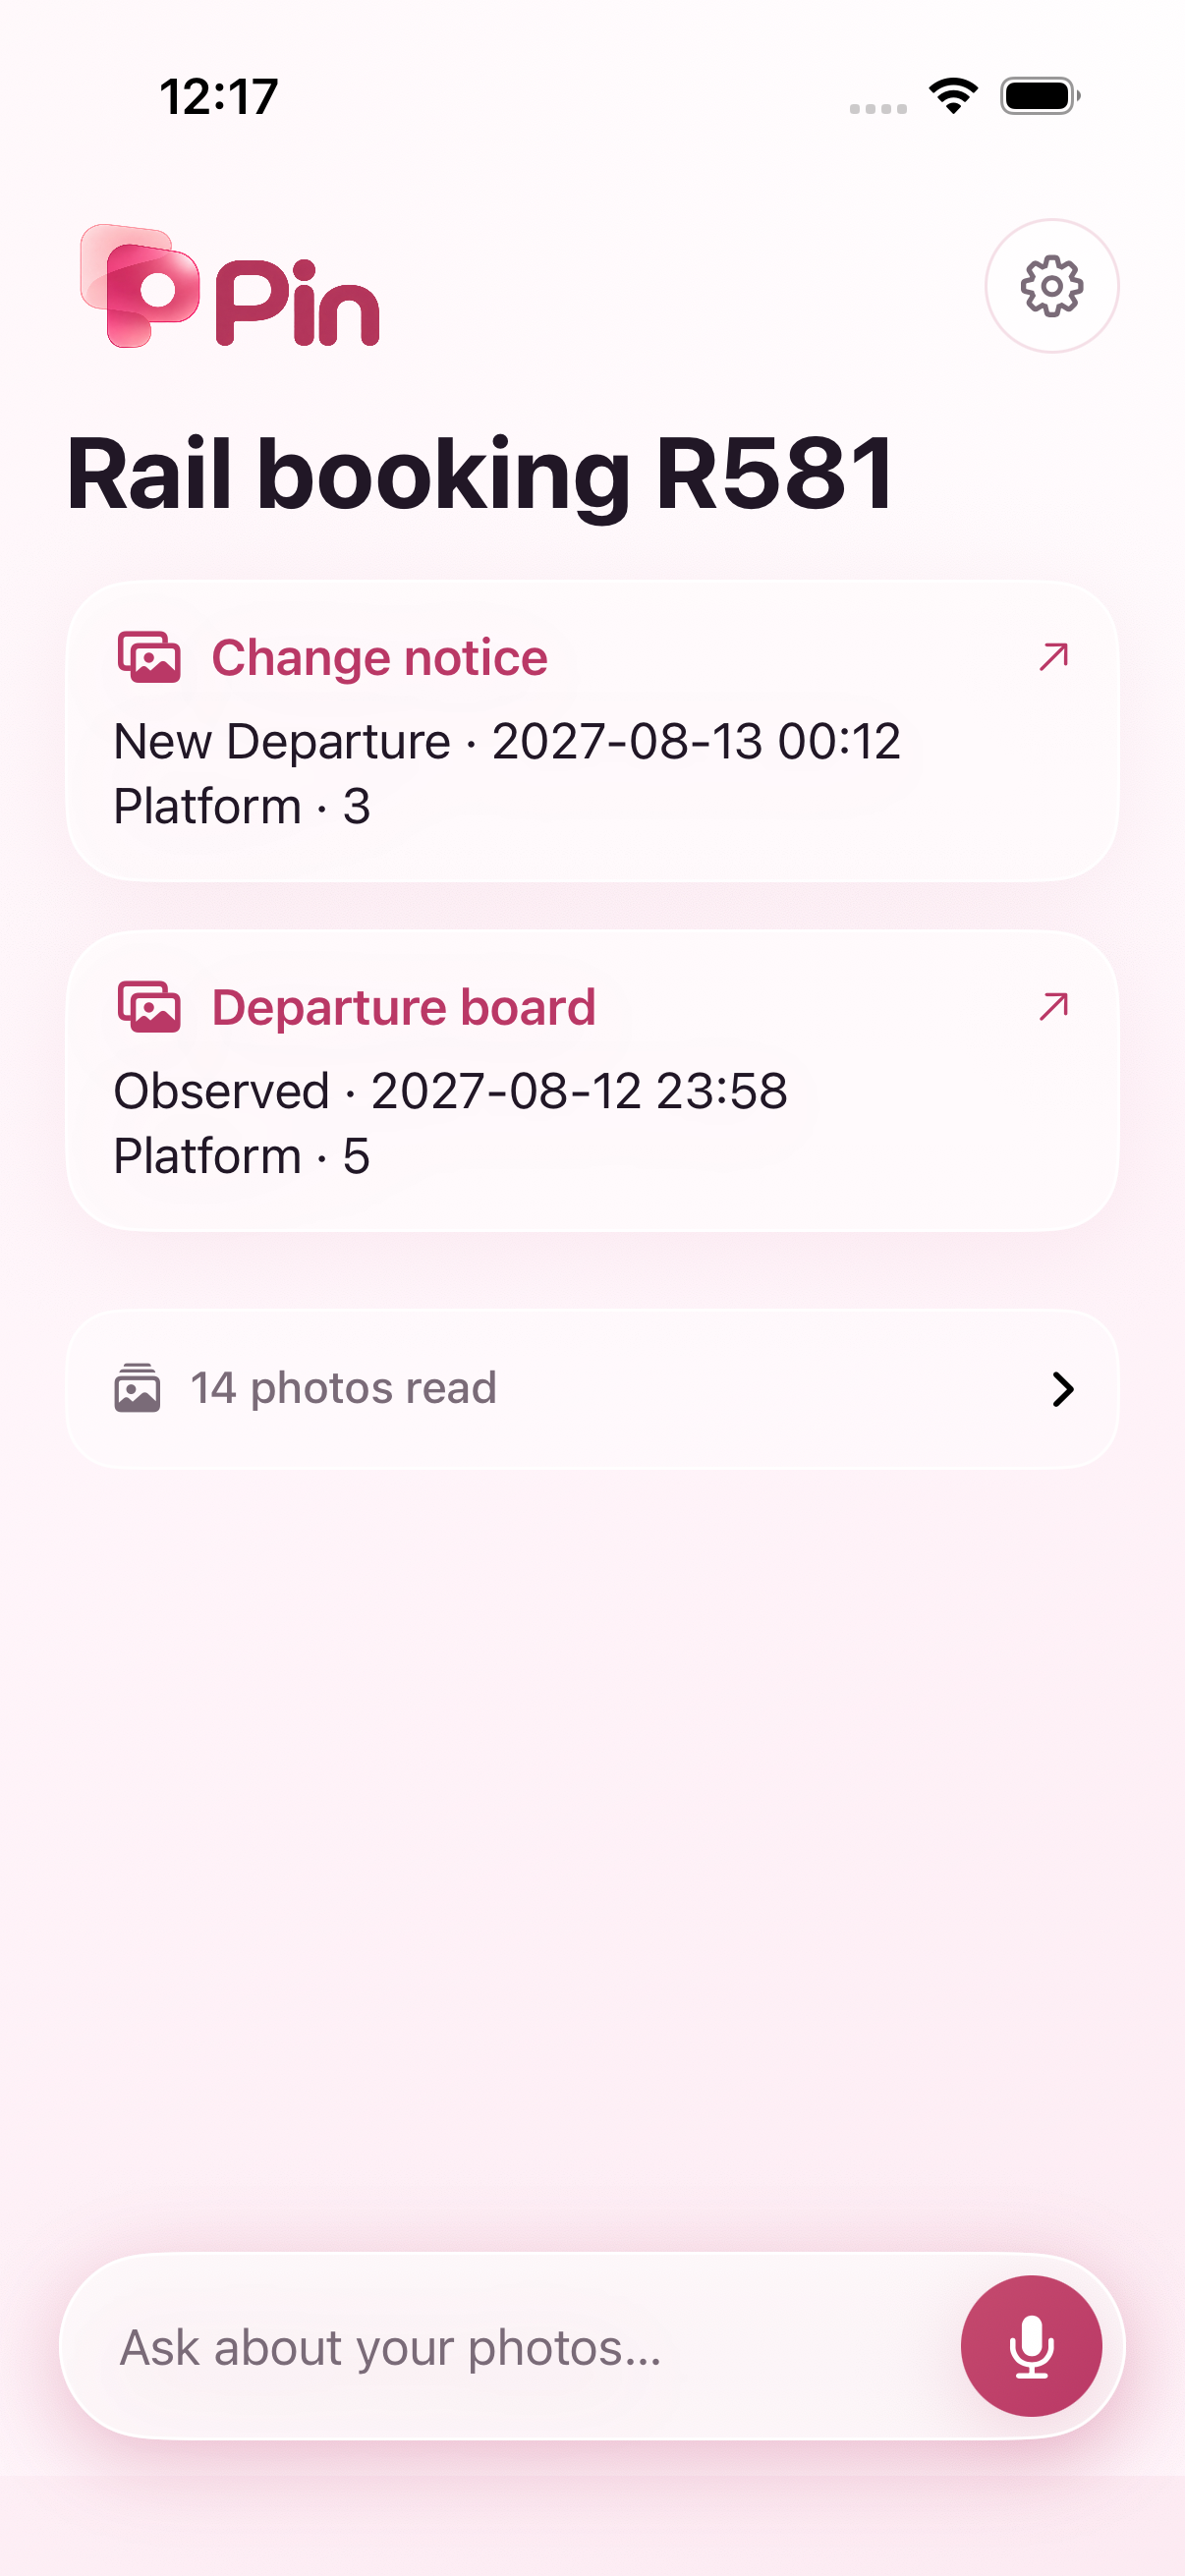 12:17
Pin
Rail booking R581
Change notice
New Departure · 2027-08-13 00:12
Platform · 3
Departure board
Observed · 2027-08-12 23:58
Platform · 5
14 photos read
Ask about your photos...